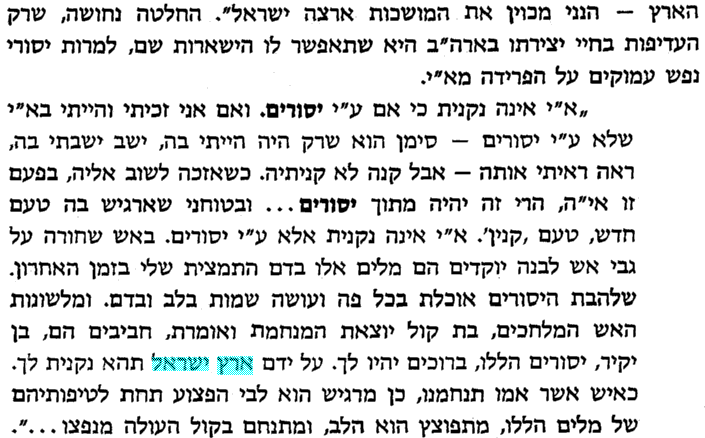 הארץ — הנני מכוין את המושכות ארצה ישראל״. החלטה נחושה, שרק
העדיפות בחיי יצירתו בארה״ב היא שתאפשר לו הישארות שם, למרות יסורי
נפש עמוקים על הפרידה מא״י.
„א״י אינה נקנית כי אם ע״י יסורים. ואם אני זכיתי והייתי בא״י
שלא ע״י יסורים — סימן הוא שרק היה הייתי בה, ישב ישבתי בה,
ראה ראיתי אותה — אבל קנה לא קניתיה. כשאזכה לשוב אליה, בפעם
זו אי״ה, הרי זה יהיה מתוך יסורים... ובטוחני שארגיש בה טעם
חדש, טעם ,קנין׳. א״י אינה נקנית אלא ע״י יסורים. באש שחורה על
גבי אש לבנה יוקדים הם מלים אלו בדם התמצית שלי בזמן האחרון.
שלהבת היסורים אוכלת בכל פה ועושה שמות בלב ובדם. ומלשונות
האש המלחכים, בת קול יוצאת המנחמת ואומרת, חביבים הם, בן
יקיר, יסורים הללו, ברוכים יהיו לך. על ידם ארץ ישראל תהא נקנית לך.
כאיש אשר אמו תנחמנו, כן מרגיש הוא לבי הפצוע תחת לטיפותיהם
של מלים הללו, מתפוצץ הוא הלב, ומתנחם בקול העולה מנפצו...״.